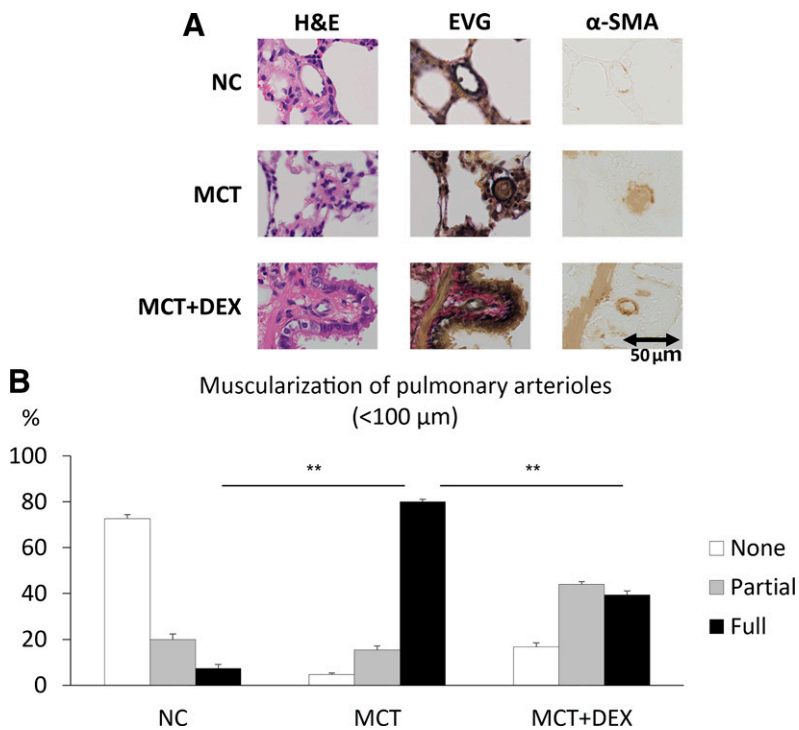 A
H&E EVG α-SMA
NC
MCT
MCT+DEX
50 μm
B
Muscularization of pulmonary arterioles
(<100 μm)
%
100
80
60
40
20
0
** **
None
Partial
Full
NC MCT MCT+DEX